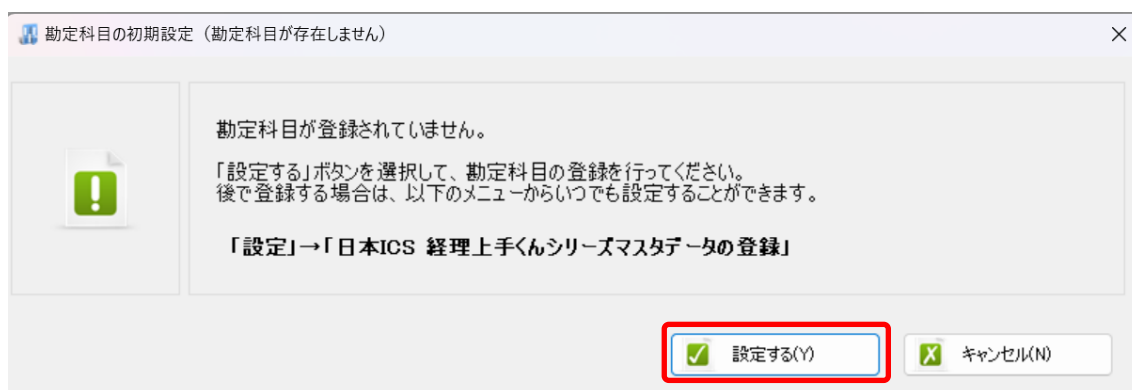 勘定科目の初期設定（勘定科目が存在しません）
勘定科目が登録されていません。
「設定する」ボタンを選択して、勘定科目の登録を行ってください。
後で登録する場合は、以下のメニューからいつでも設定することができます。
「設定」→「日本ICS 経理上手くんシリーズマスタデータの登録」
設定する(Y)
キャンセル(N)